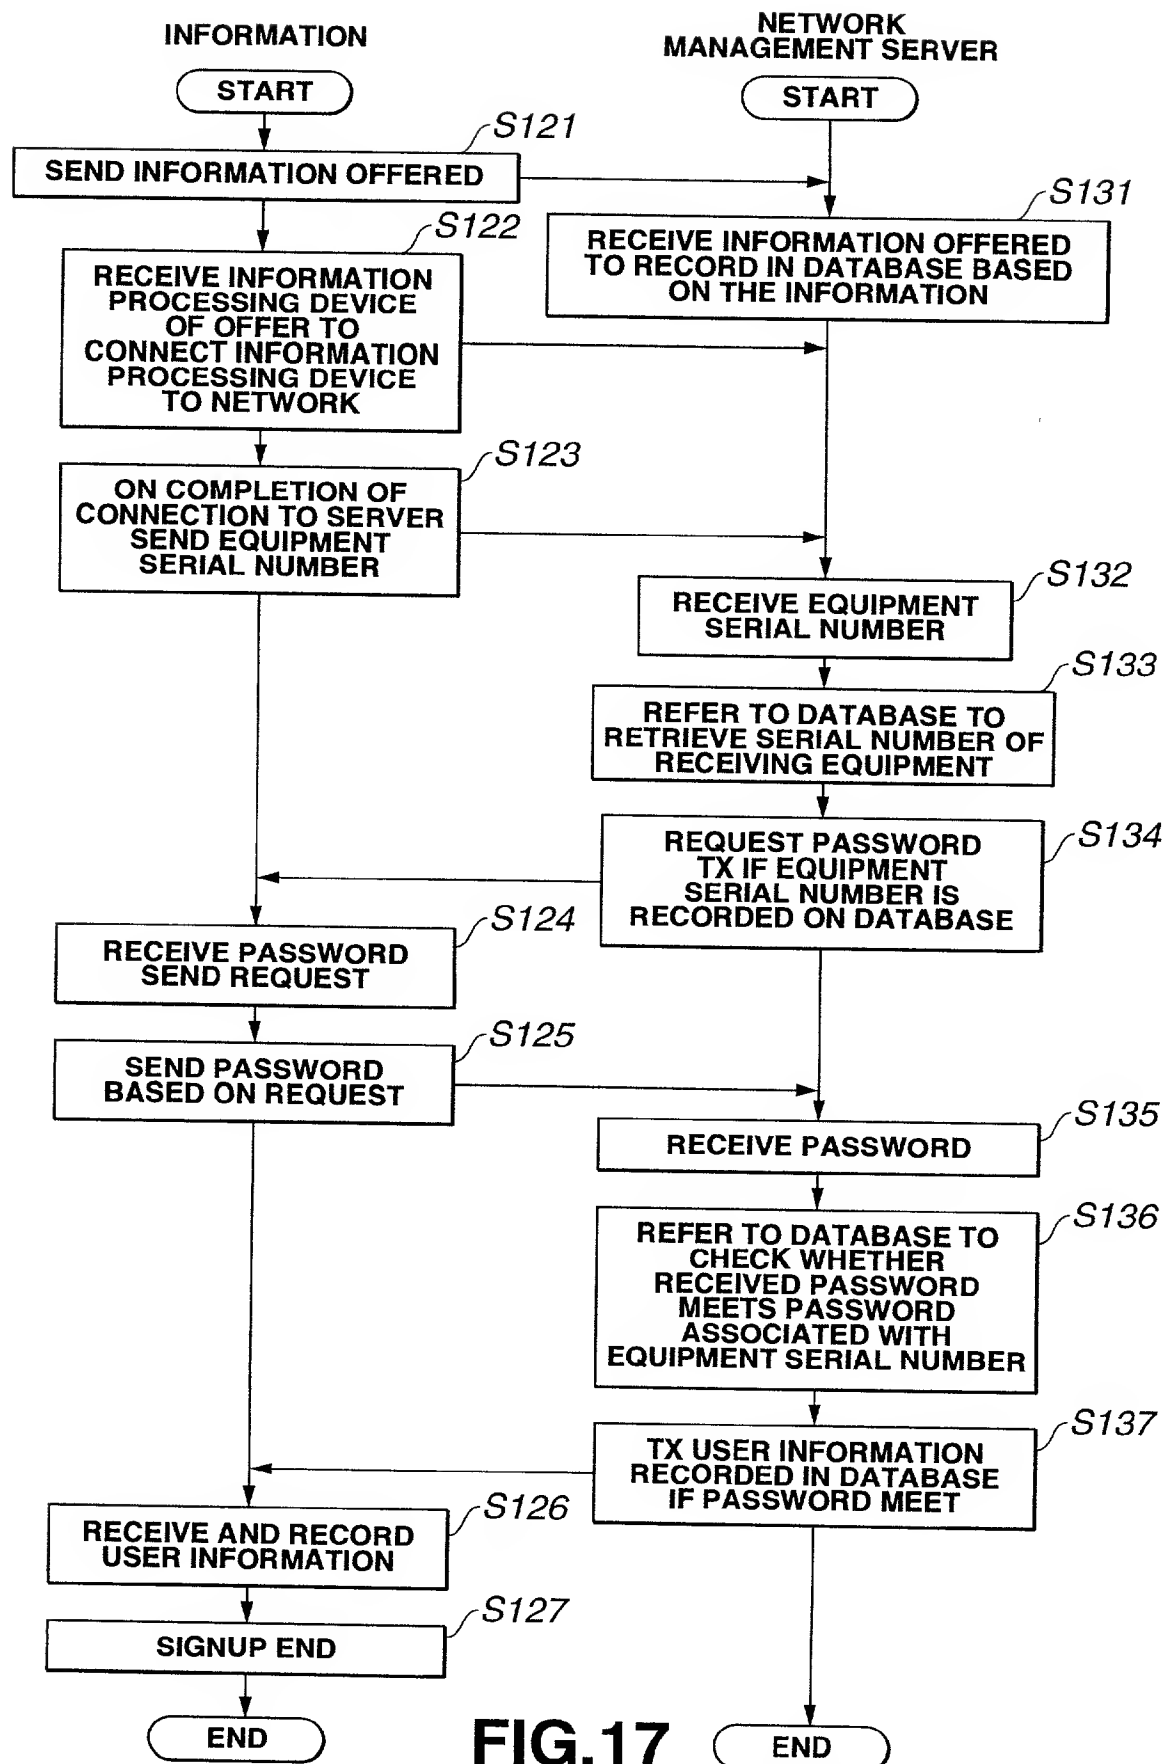 INFORMATION
START
S121
SEND INFORMATION OFFERED
S122
RECEIVE INFORMATION
PROCESSING DEVICE
OF OFFER TO
CONNECT INFORMATION
PROCESSING DEVICE
TO NETWORK
S123
ON COMPLETION OF
CONNECTION TO SERVER
SEND EQUIPMENT
SERIAL NUMBER
S124
RECEIVE PASSWORD
SEND REQUEST
S125
SEND PASSWORD
BASED ON REQUEST
S126
RECEIVE AND RECORD
USER INFORMATION
S127
SIGNUP END
END
NETWORK
MANAGEMENT SERVER
START
S131
RECEIVE INFORMATION OFFERED
TO RECORD IN DATABASE BASED
ON THE INFORMATION
S132
RECEIVE EQUIPMENT
SERIAL NUMBER
S133
REFER TO DATABASE TO
RETRIEVE SERIAL NUMBER OF
RECEIVING EQUIPMENT
S134
REQUEST PASSWORD
TX IF EQUIPMENT
SERIAL NUMBER IS
RECORDED ON DATABASE
S135
RECEIVE PASSWORD
S136
REFER TO DATABASE TO
CHECK WHETHER
RECEIVED PASSWORD
MEETS PASSWORD
ASSOCIATED WITH
EQUIPMENT SERIAL NUMBER
S137
TX USER INFORMATION
RECORDED IN DATABASE
IF PASSWORD MEET
END
FIG.17